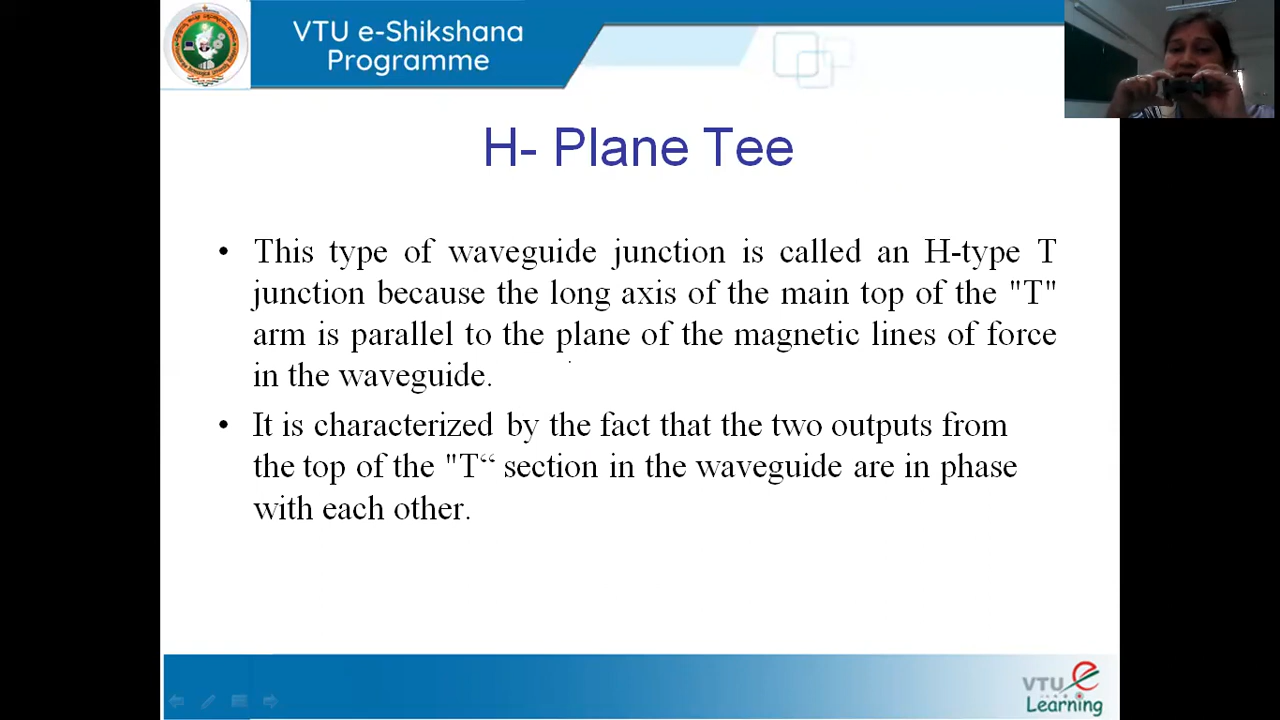 VTU e-Shikshana
Programme
H- Plane Tee
• This type of waveguide junction is called an H-type T
junction because the long axis of the main top of the "T"
arm is parallel to the plane of the magnetic lines of force
in the waveguide.
• It is characterized by the fact that the two outputs from
the top of the "T“ section in the waveguide are in phase
with each other.
VTU e
Learning